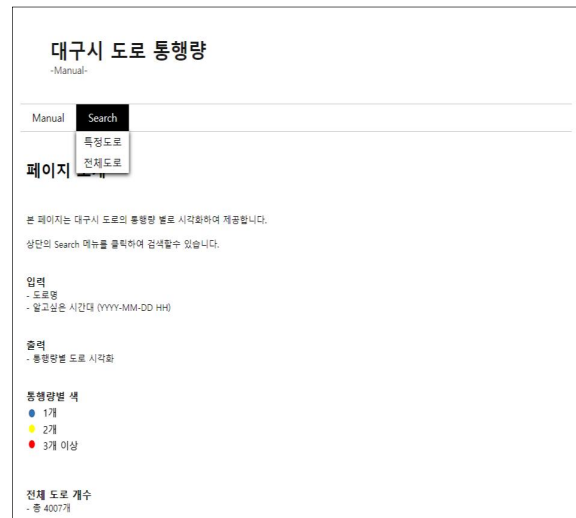 대구시 도로 통행량
-Manual-
Manual Search
특정도로
전체도로
페이지
본 페이지는 대구시 도로의 통행량 별로 시각화하여 제공합니다.
상단의 Search 메뉴를 클릭하여 검색할수 있습니다.
입력
- 도로명
- 알고싶은 시간대 (YYYY-MM-DD HH)
출력
- 통행량별 도로 시각화
통행량별 색
1개
2개
3개 이상
전체 도로 개수
- 총 4007개